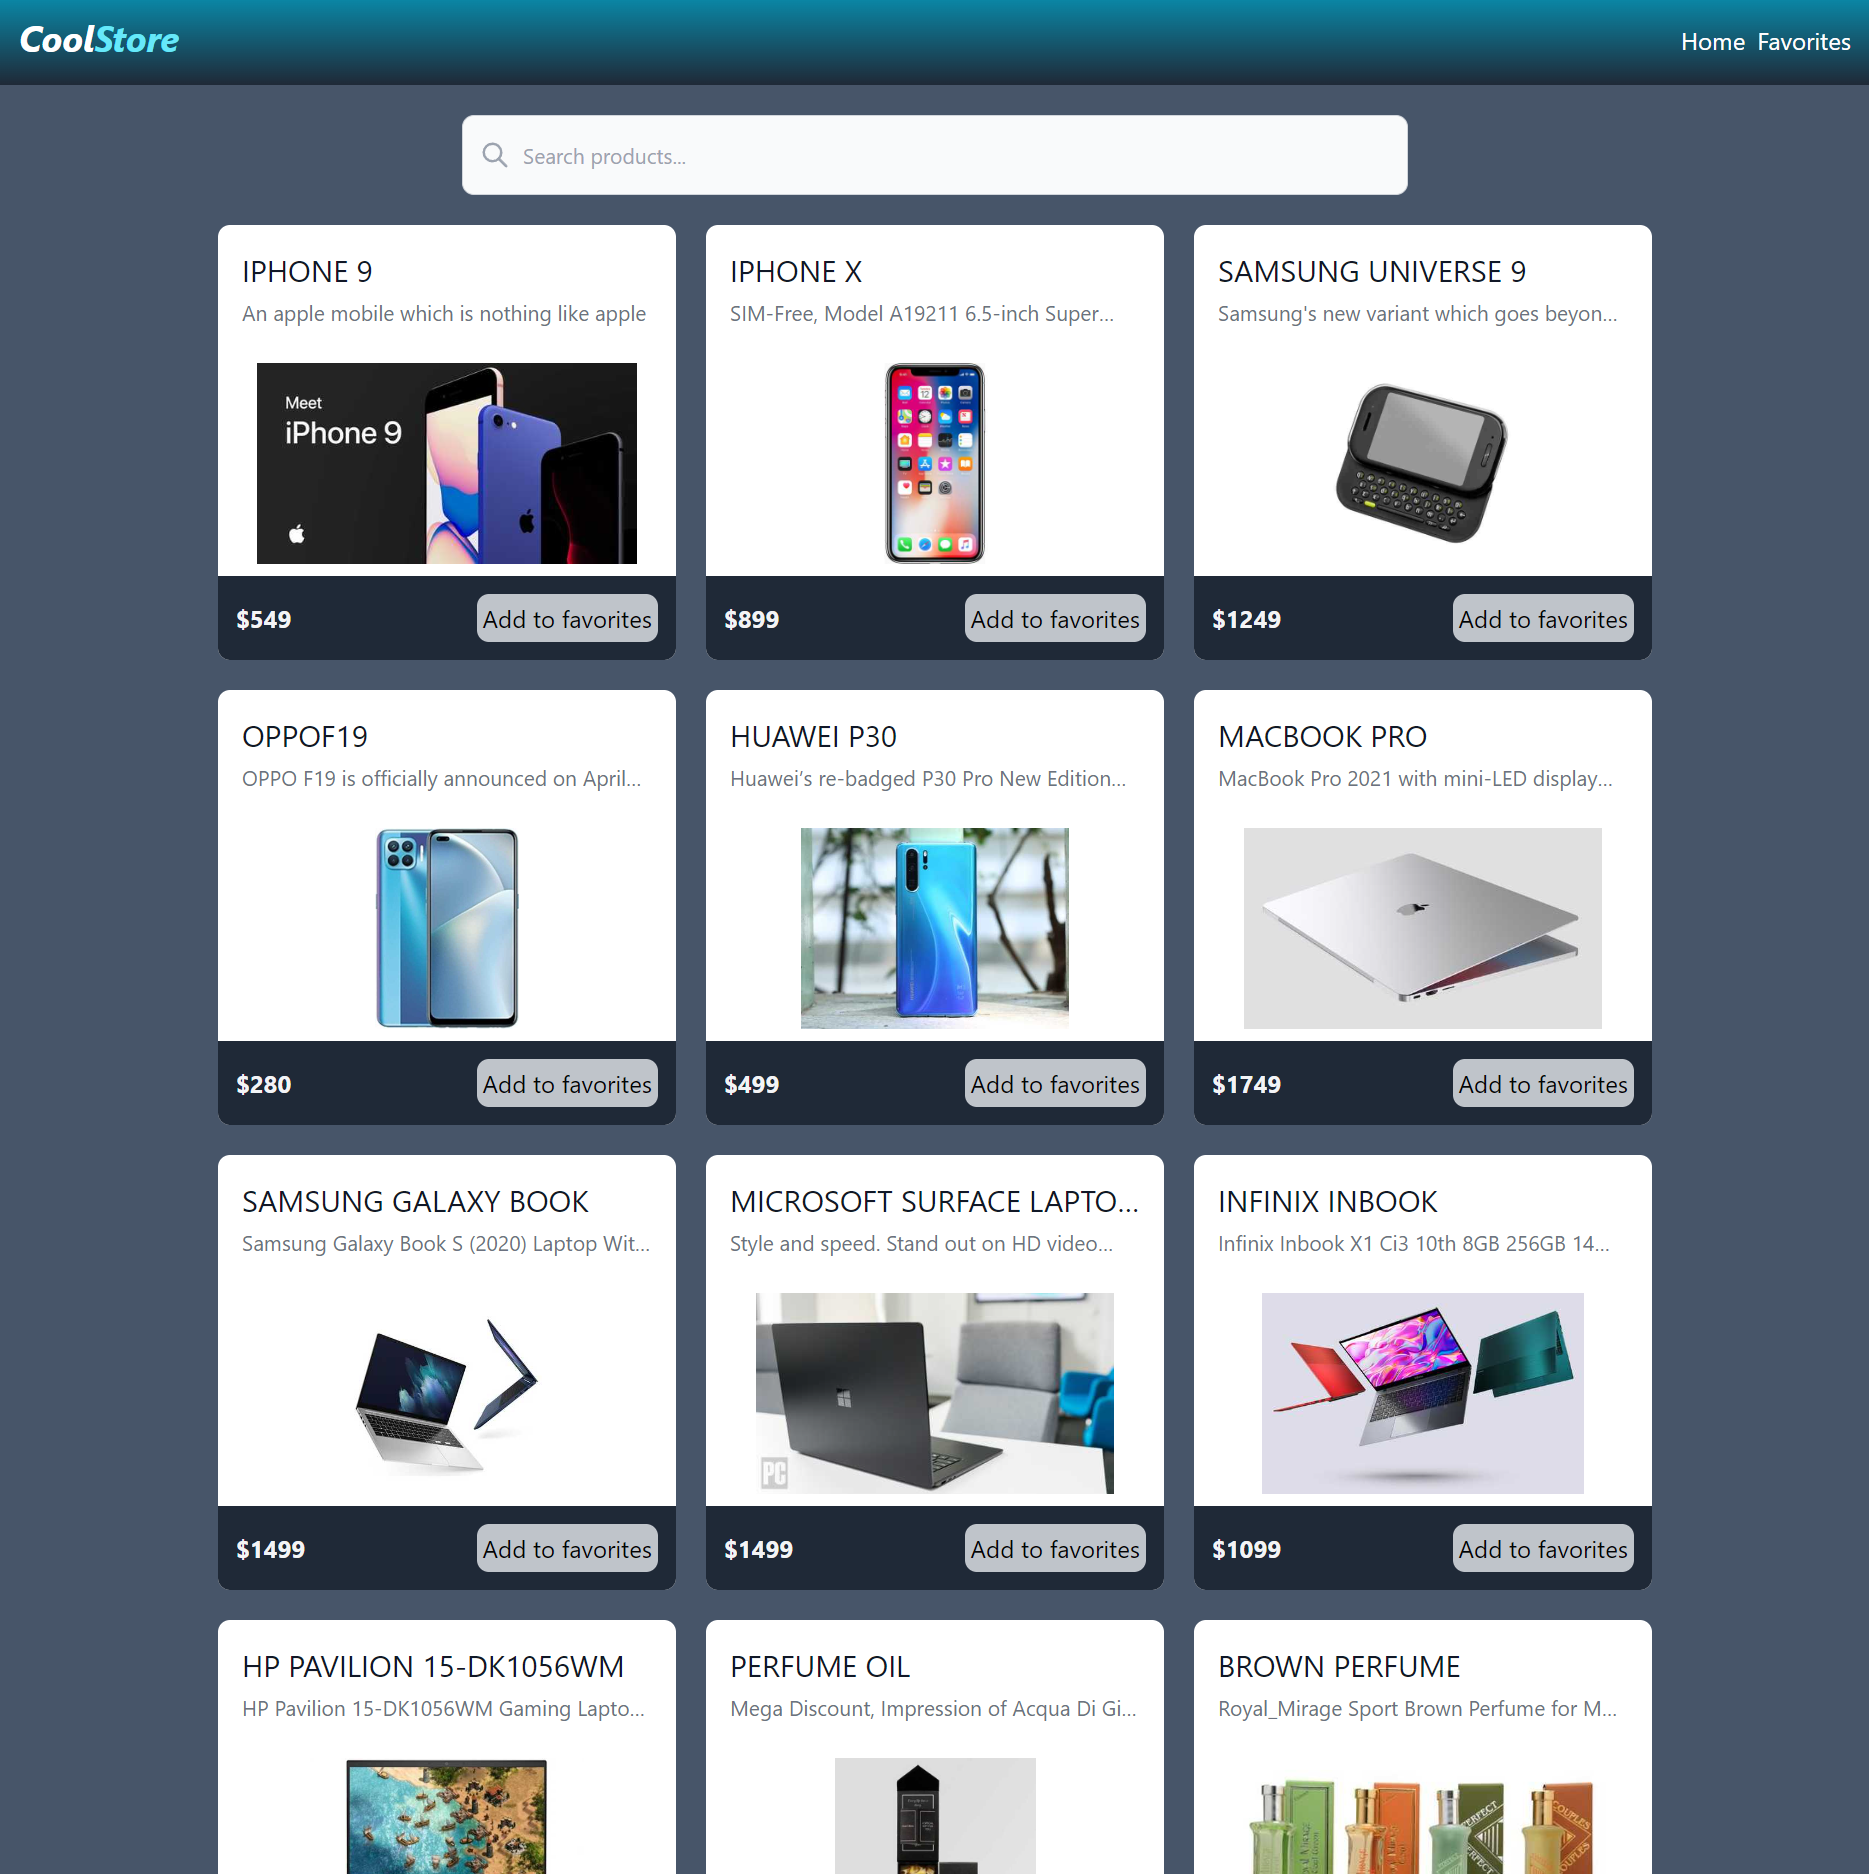 CoolStore
Home Favorites
Search products...
IPHONE 9
An apple mobile which is nothing like apple
Meet
iPhone 9
$549
Add to favorites
IPHONE X
SIM-Free, Model A19211 6.5-inch Super...
$899
Add to favorites
SAMSUNG UNIVERSE 9
Samsung's new variant which goes beyon...
$1249
Add to favorites
OPPOF19
OPPO F19 is officially announced on April...
$280
Add to favorites
HUAWEI P30
Huawei’s re-badged P30 Pro New Edition...
$499
Add to favorites
MACBOOK PRO
MacBook Pro 2021 with mini-LED display...
$1749
Add to favorites
SAMSUNG GALAXY BOOK
Samsung Galaxy Book S (2020) Laptop Wit...
$1499
Add to favorites
MICROSOFT SURFACE LAPTO...
Style and speed. Stand out on HD video...
PC
$1499
Add to favorites
INFINIX INBOOK
Infinix Inbook X1 Ci3 10th 8GB 256GB 14...
$1099
Add to favorites
HP PAVILION 15-DK1056WM
HP Pavilion 15-DK1056WM Gaming Lapto...
PERFUME OIL
Mega Discount, Impression of Acqua Di Gi...
BROWN PERFUME
Royal_Mirage Sport Brown Perfume for M...
COUPLES